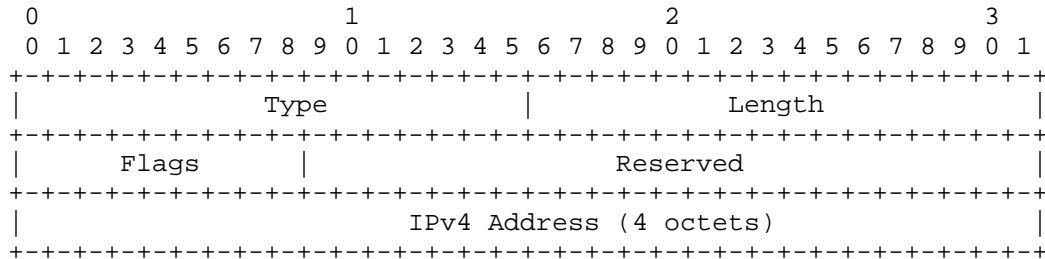 0                   1                   2                   3
 0 1 2 3 4 5 6 7 8 9 0 1 2 3 4 5 6 7 8 9 0 1 2 3 4 5 6 7 8 9 0 1
+-+-+-+-+-+-+-+-+-+-+-+-+-+-+-+-+-+-+-+-+-+-+-+-+-+-+-+-+-+-+-+-+
|               Type            |            Length             |
+-+-+-+-+-+-+-+-+-+-+-+-+-+-+-+-+-+-+-+-+-+-+-+-+-+-+-+-+-+-+-+-+
|      Flags      |                   Reserved                  |
+-+-+-+-+-+-+-+-+-+-+-+-+-+-+-+-+-+-+-+-+-+-+-+-+-+-+-+-+-+-+-+-+
|                        IPv4 Address (4 octets)                |
+-+-+-+-+-+-+-+-+-+-+-+-+-+-+-+-+-+-+-+-+-+-+-+-+-+-+-+-+-+-+-+-+